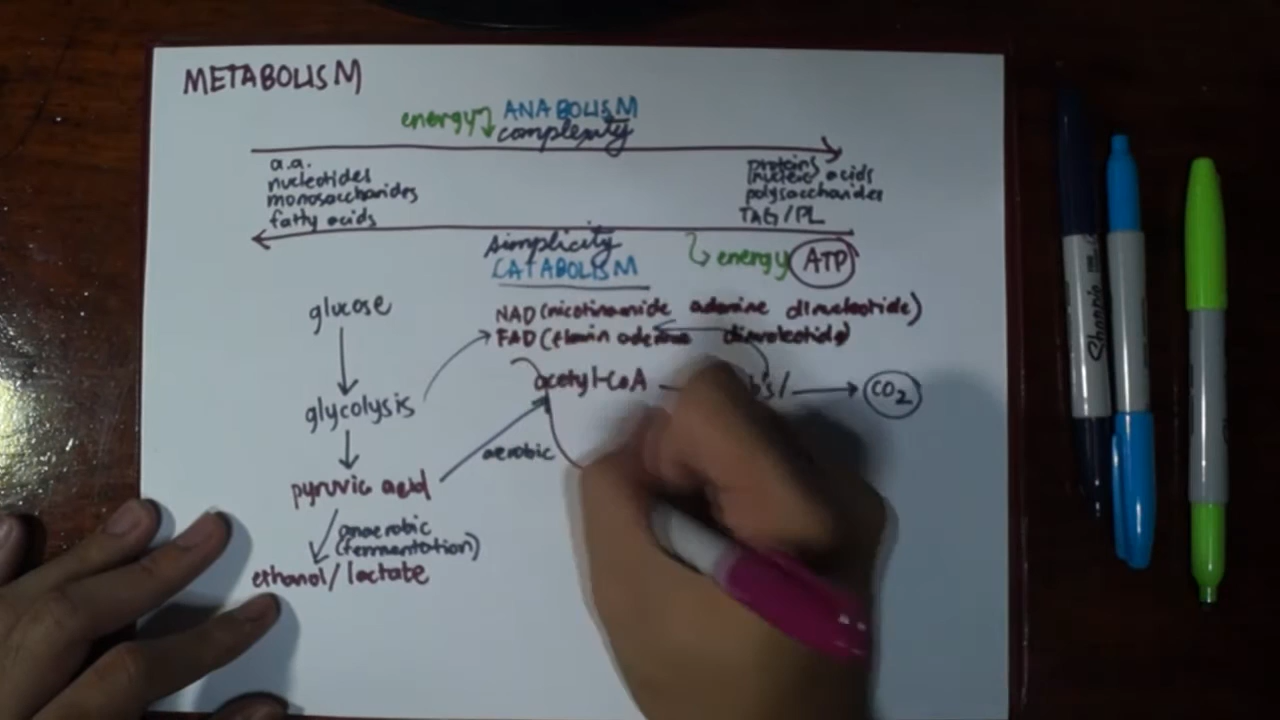 METABOLISM
energy ANABOLISM
complexity
a.a.
nucleotides
monosaccharides
fatty acids
proteins
nucleic acids
polysaccharides
TAG/PL
simplicity
CATABOLISM
energy ATP
glucose
NAD (nicotinamide adenine dinucleotide)
FAD (flavin adenine dinucleotide)
acetyl-CoA
CO2
glycolysis
aerobic
pyruvic acid
anaerobic
(fermentation)
ethanol/lactate
Sharpie